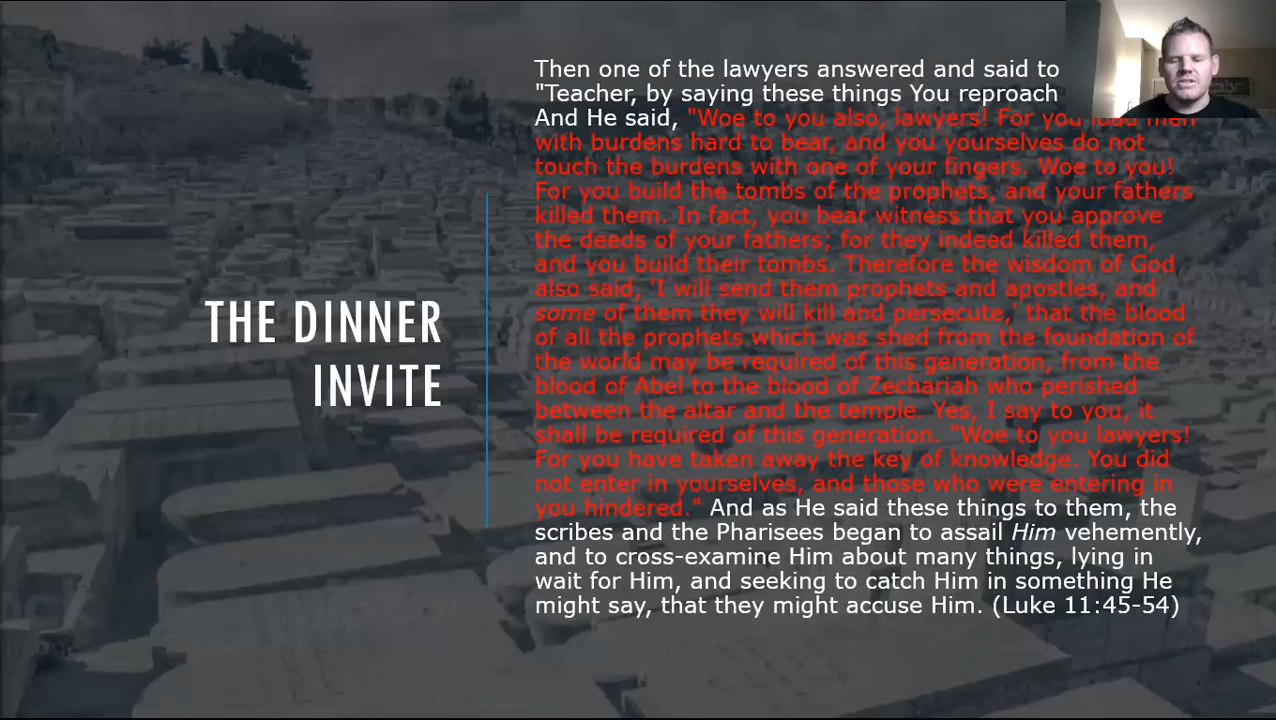 Then one of the lawyers answered and said to
"Teacher, by saying these things You reproach
And He said, "Woe to you also, lawyers! For you load men
with burdens hard to bear, and you yourselves do not
touch the burdens with one of your fingers. Woe to you!
For you build the tombs of the prophets, and your fathers
killed them. In fact, you bear witness that you approve
the deeds of your fathers; for they indeed killed them,
and you build their tombs. Therefore the wisdom of God
also said, 'I will send them prophets and apostles, and
some of them they will kill and persecute,' that the blood
of all the prophets which was shed from the foundation of
the world may be required of this generation, from the
blood of Abel to the blood of Zechariah who perished
between the altar and the temple. Yes, I say to you, it
shall be required of this generation. "Woe to you lawyers!
For you have taken away the key of knowledge. You did
not enter in yourselves, and those who were entering in
you hindered." And as He said these things to them, the
scribes and the Pharisees began to assail Him vehemently,
and to cross-examine Him about many things, lying in
wait for Him, and seeking to catch Him in something He
might say, that they might accuse Him. (Luke 11:45-54)
THE DINNER
INVITE